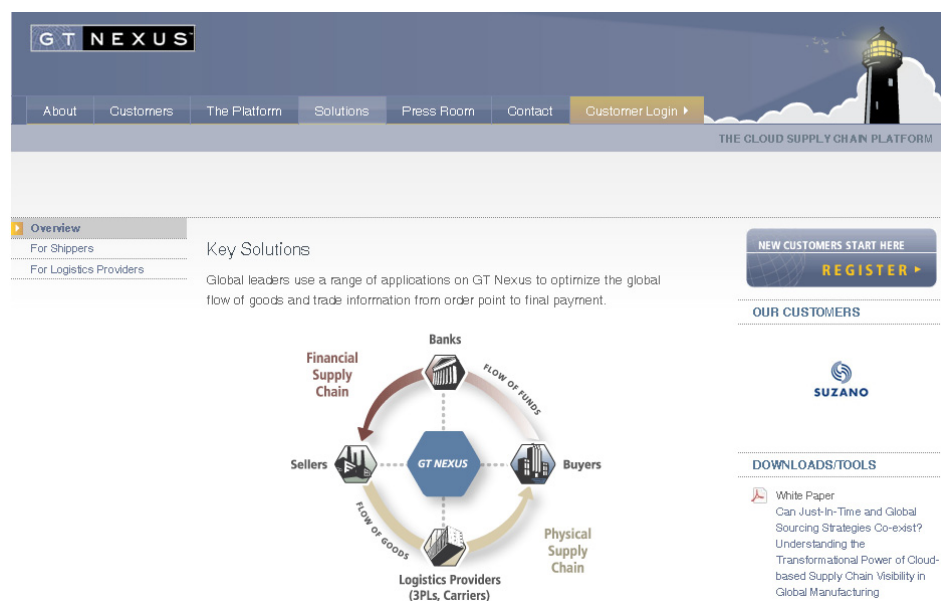 GT NEXUS
About Customers The Platform Solutions Press Room Contact Customer Login
THE CLOUD SUPPLY CHAIN PLATFORM
Overview
For Shippers
For Logistics Providers
Key Solutions
Global leaders use a range of applications on GT Nexus to optimize the global
flow of goods and trade information from order point to final payment.
Banks
Financial
Supply
Chain
FLOW OF FUNDS
Sellers
GT NEXUS
Buyers
FLOW OF GOODS
Physical
Supply
Chain
Logistics Providers
(3PLs, Carriers)
NEW CUSTOMERS START HERE
REGISTER
OUR CUSTOMERS
SUZANO
DOWNLOADS/TOOLS
White Paper
Can Just-In-Time and Global
Sourcing Strategies Co-exist?
Understanding the
Transformational Power of Cloud-
based Supply Chain Visibility in
Global Manufacturing